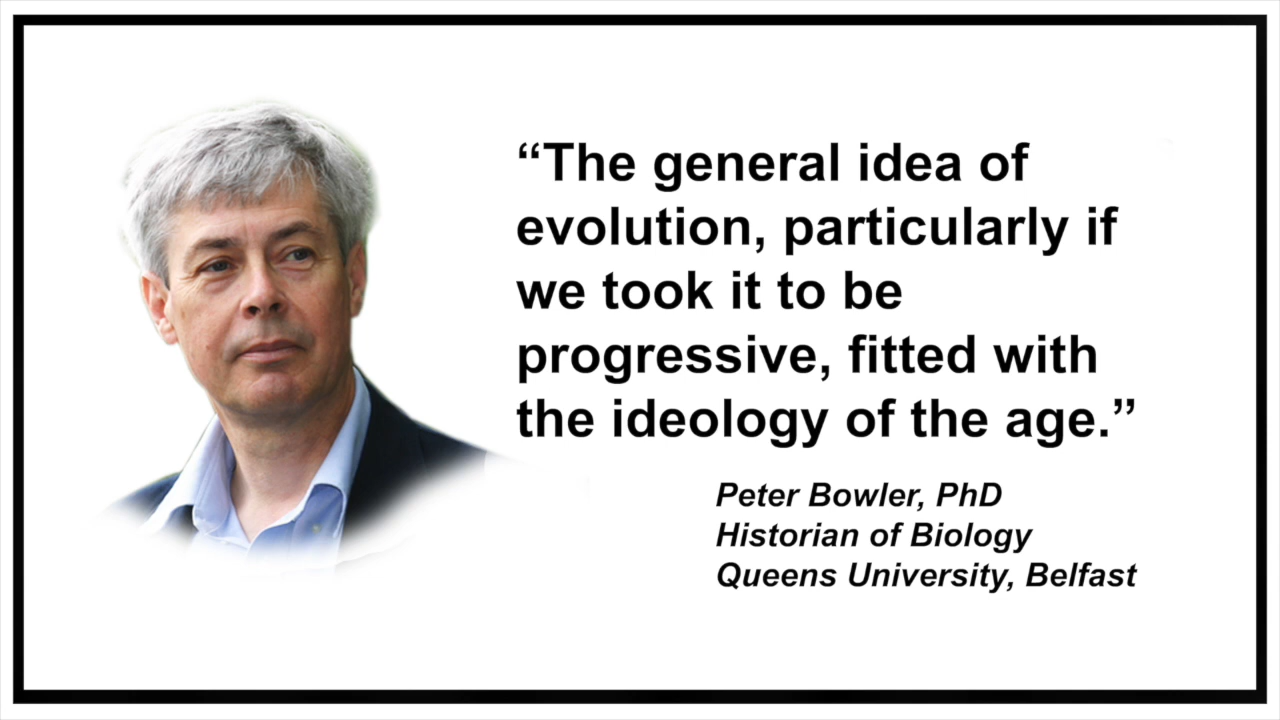 “The general idea of
evolution, particularly if
we took it to be
progressive, fitted with
the ideology of the age.”
Peter Bowler, PhD
Historian of Biology
Queens University, Belfast